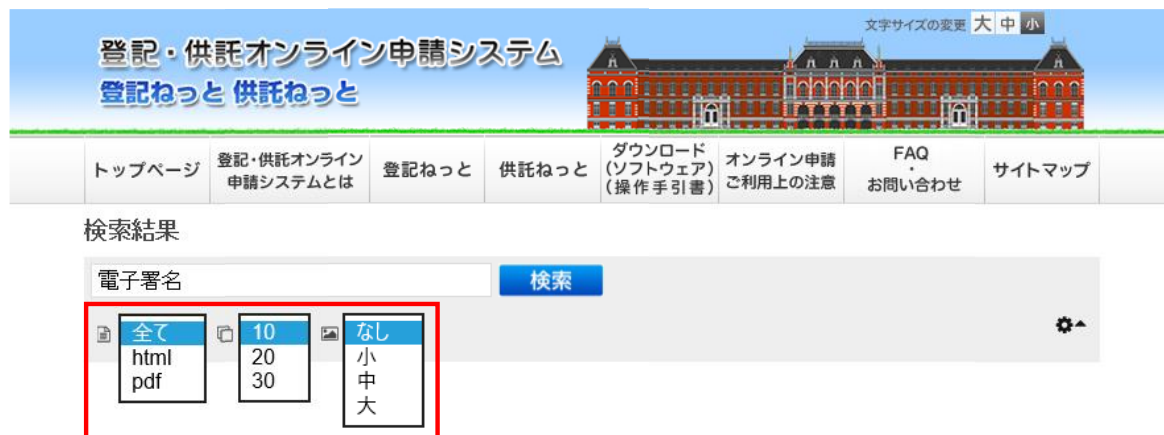 文字サイズの変更 大 中 小
登記・供託オンライン申請システム
登記ねっと 供託ねっと
トップページ
登記・供託オンライン
申請システムとは
登記ねっと
供託ねっと
ダウンロード
(ソフトウェア)
(操作手引書)
オンライン申請
ご利用上の注意
FAQ
・
お問い合わせ
サイトマップ
検索結果
電子署名 検索
全て
html
pdf
10
20
30
なし
小
中
大